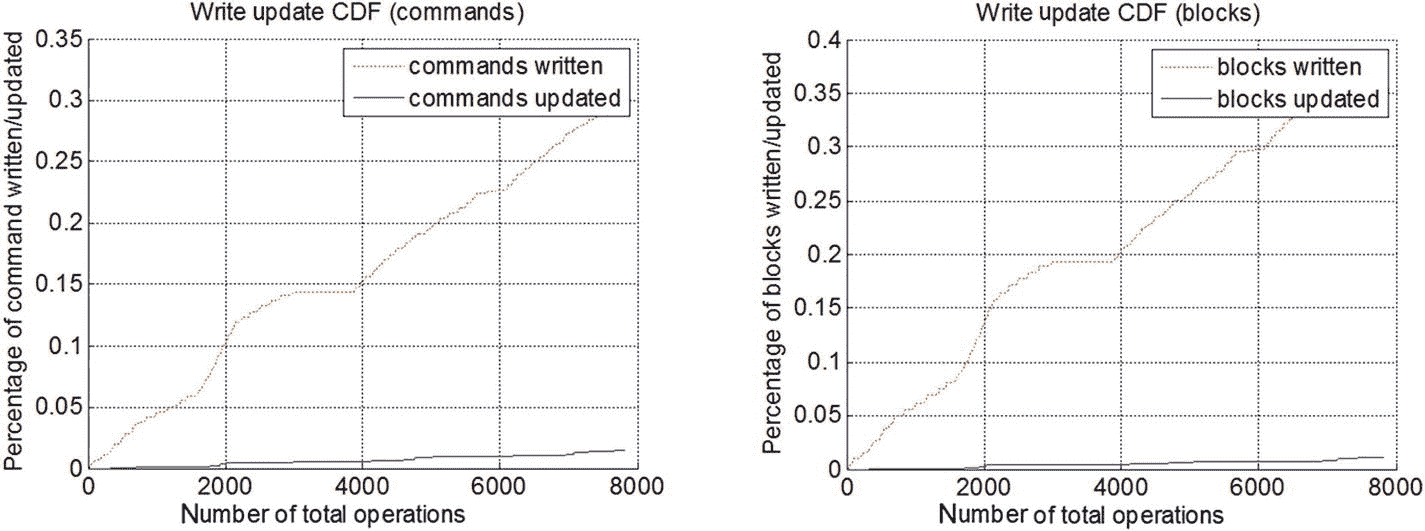 Write update CDF (commands)
Percentage of command written/updated
0.35
0.3
0.25
0.2
0.15
0.1
0.05
0
commands written
commands updated
0 2000 4000 6000 8000
Number of total operations
Write update CDF (blocks)
Percentage of blocks written/updated
0.4
0.35
0.3
0.25
0.2
0.15
0.1
0.05
0
blocks written
blocks updated
0 2000 4000 6000 8000
Number of total operations